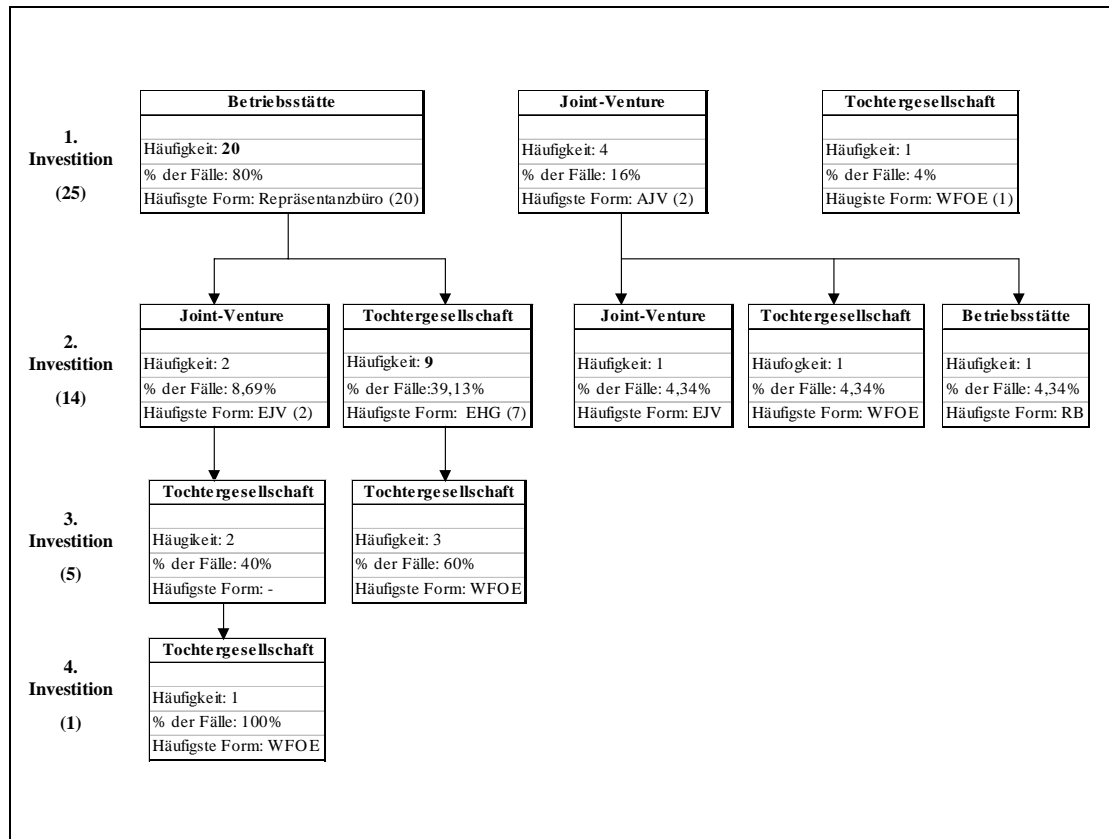 1.
Investition
(25)
Betriebsstätte
Häufigkeit: 20
% der Fälle: 80%
Häufisgte Form: Repräsentanzbüro (20)
Joint-Venture
Häufigkeit: 4
% der Fälle: 16%
Häufigste Form: AJV (2)
Tochtergesellschaft
Häufigkeit: 1
% der Fälle: 4%
Häugiste Form: WFOE (1)
2.
Investition
(14)
Joint-Venture
Häufigkeit: 2
% der Fälle: 8,69%
Häufigste Form: EJV (2)
Tochtergesellschaft
Häufigkeit: 9
% der Fälle:39,13%
Häufigste Form: EHG (7)
Joint-Venture
Häufigkeit: 1
% der Fälle: 4,34%
Häufigste Form: EJV
Tochtergesellschaft
Häufogkeit: 1
% der Fälle: 4,34%
Häufigste Form: WFOE
Betriebsstätte
Häufigkeit: 1
% der Fälle: 4,34%
Häufigste Form: RB
3.
Investition
(5)
Tochtergesellschaft
Häugikeit: 2
% der Fälle: 40%
Häufigste Form: -
Tochtergesellschaft
Häufigkeit: 3
% der Fälle: 60%
Häufigste Form: WFOE
4.
Investition
(1)
Tochtergesellschaft
Häufigkeit: 1
% der Fälle: 100%
Häufigste Form: WFOE